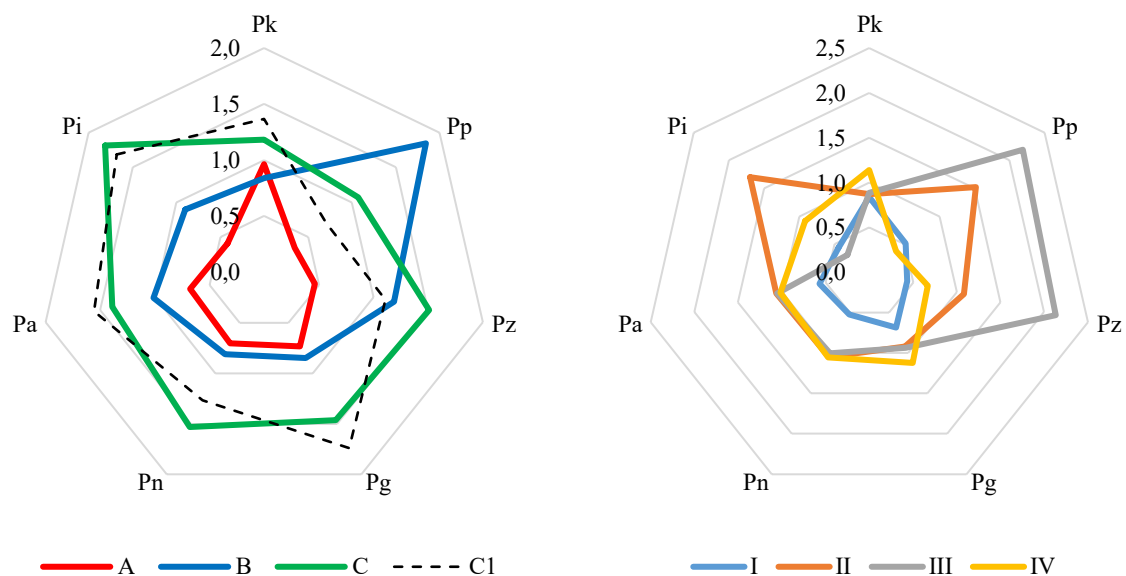 Pk
2,0
1,5
1,0
0,5
0,0
Pp
Pz
Pg
Pn
Pa
Pi
A B C C1
Pk
2,5
2,0
1,5
1,0
0,5
0,0
Pp
Pz
Pg
Pn
Pa
Pi
I II III IV